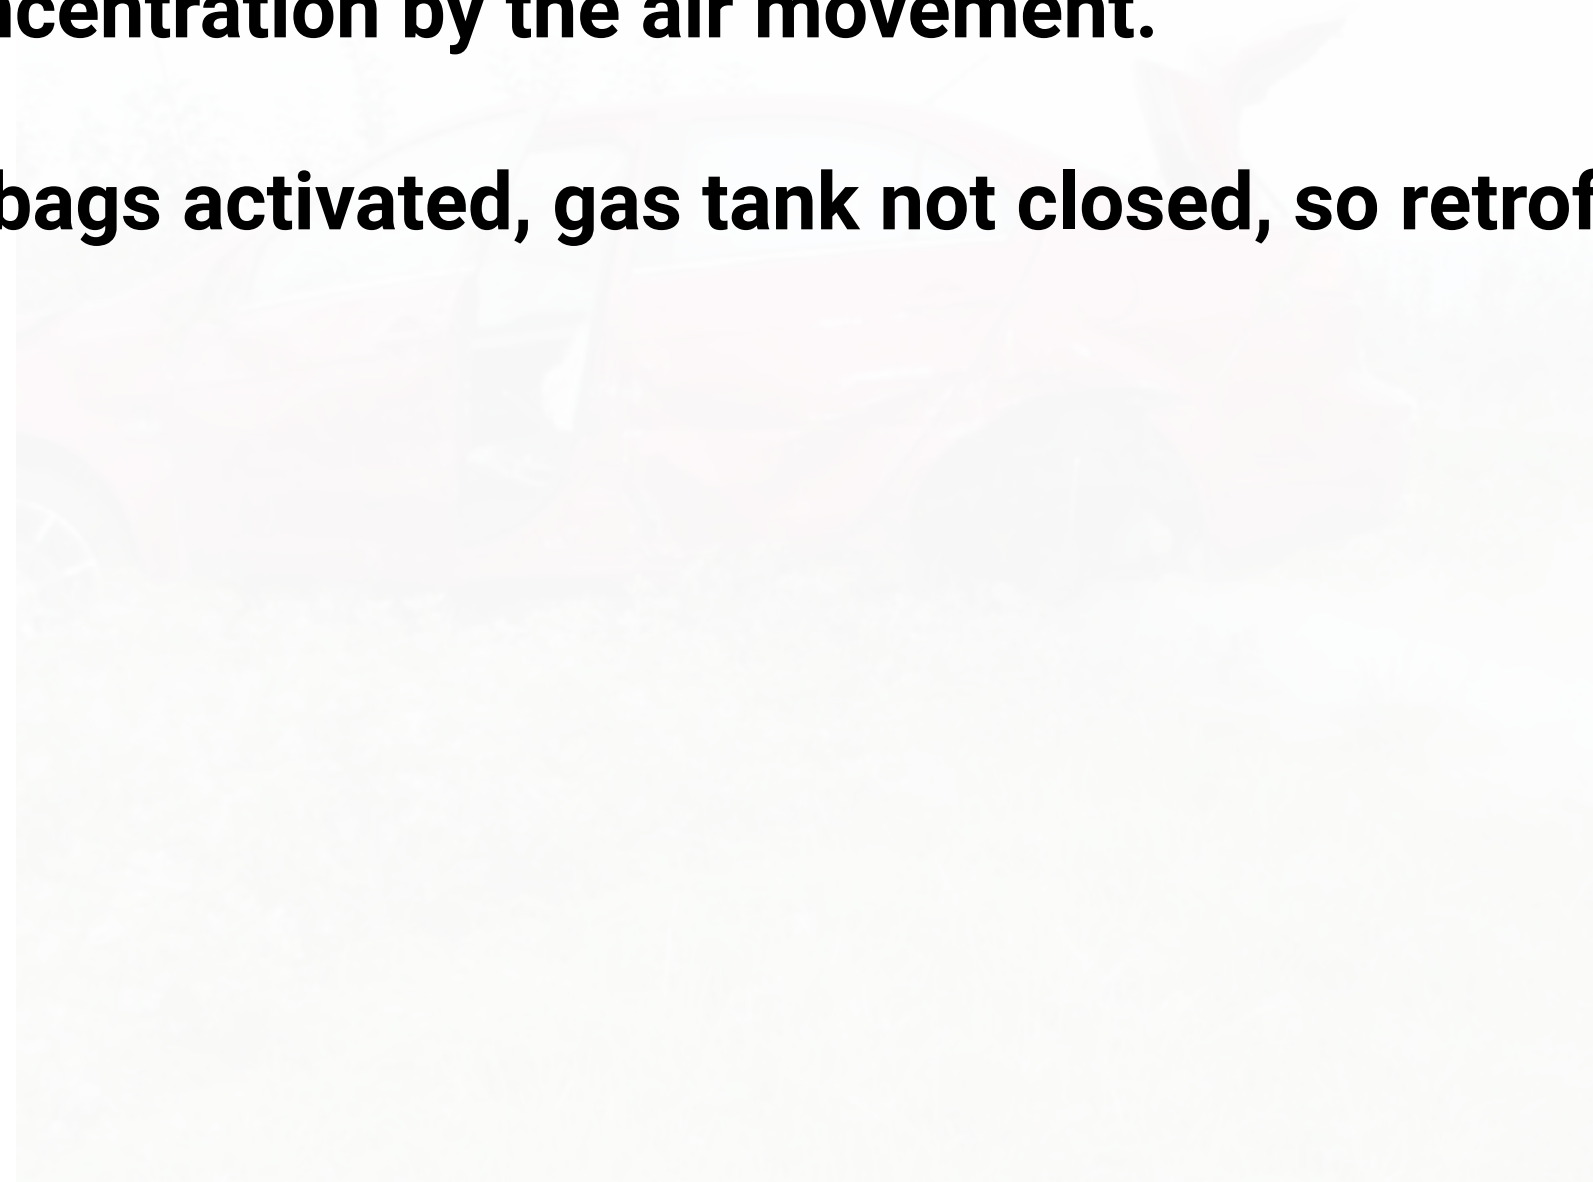 ncentration by the air movement.
bags activated, gas tank not closed, so retrof